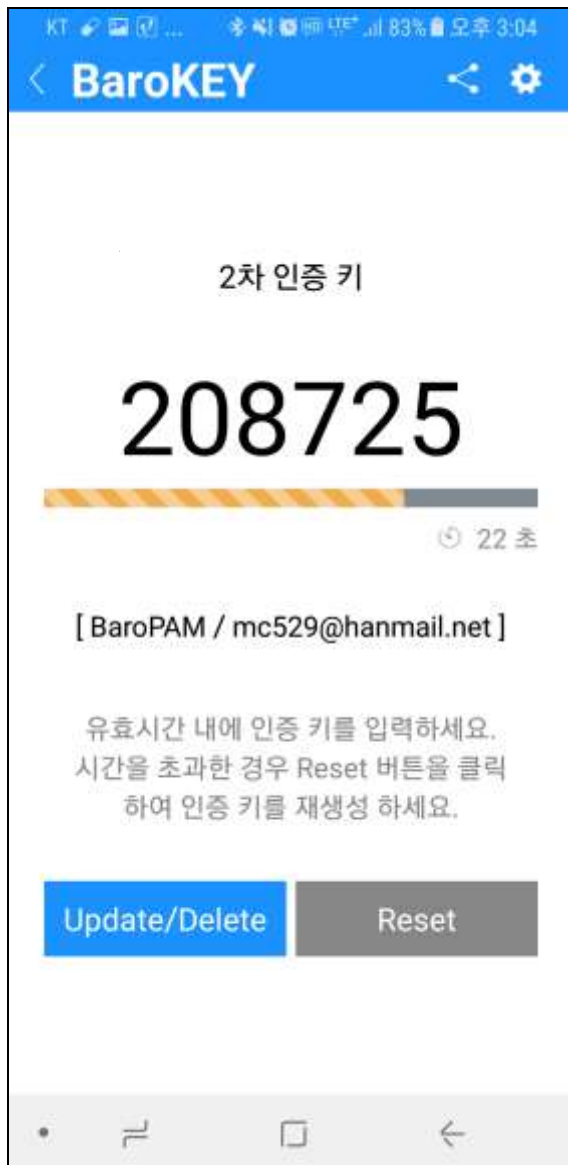 KT ... LTE+ 83% 오후 3:04
BaroKEY
2차 인증 키
208725
22 초
[ BaroPAM / mc529@hanmail.net ]
유효시간 내에 인증 키를 입력하세요.
시간을 초과한 경우 Reset 버튼을 클릭
하여 인증 키를 재생성 하세요.
Update/Delete
Reset